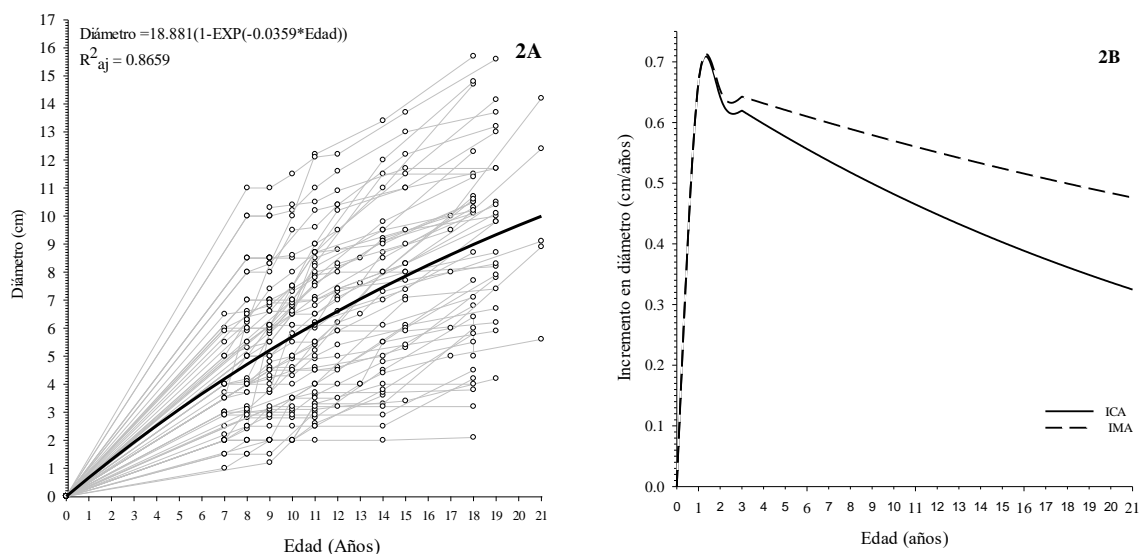 Diámetro =18.881(1-EXP(-0.0359*Edad))
R²aj = 0.8659
2A
Diámetro (cm)
17
16
15
14
13
12
11
10
9
8
7
6
5
4
3
2
1
0
0 1 2 3 4 5 6 7 8 9 10 11 12 13 14 15 16 17 18 19 20 21
Edad (Años)
2B
Incremento en diámetro (cm/años)
0.7
0.6
0.5
0.4
0.3
0.2
0.1
0.0
ICA
IMA
0 1 2 3 4 5 6 7 8 9 10 11 12 13 14 15 16 17 18 19 20 21
Edad (años)